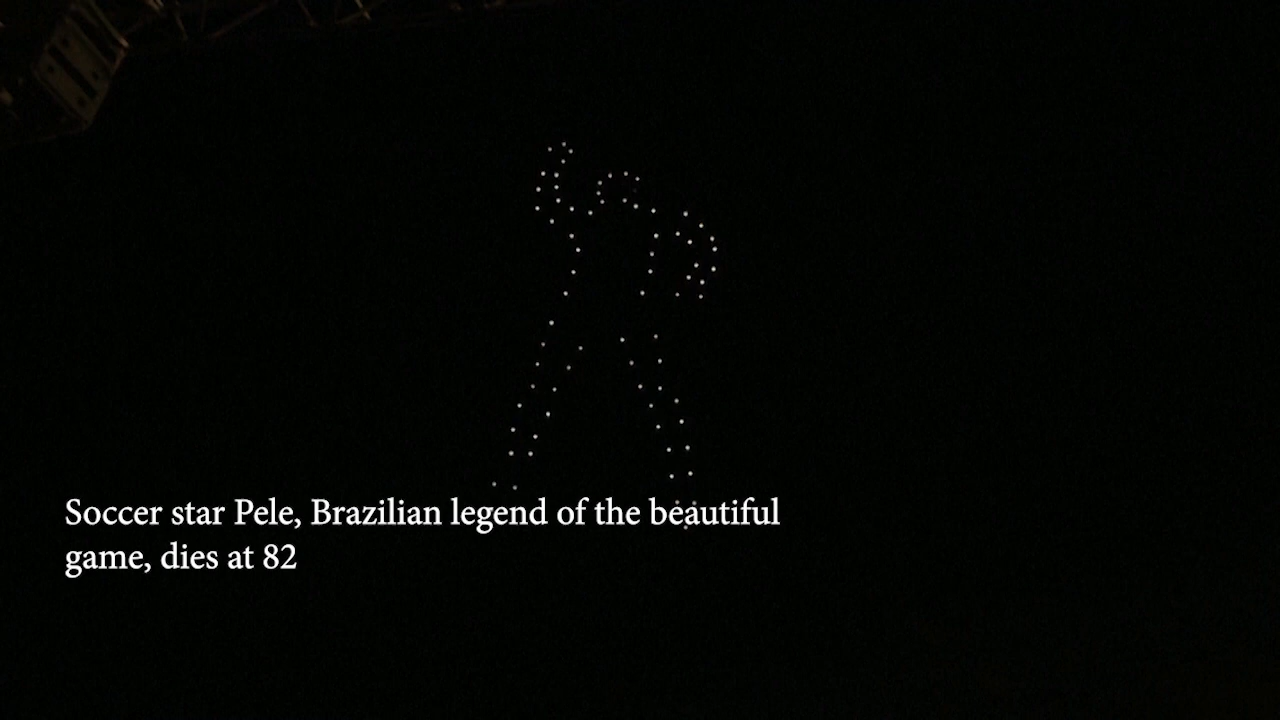 Soccer star Pele, Brazilian legend of the beautiful
game, dies at 82